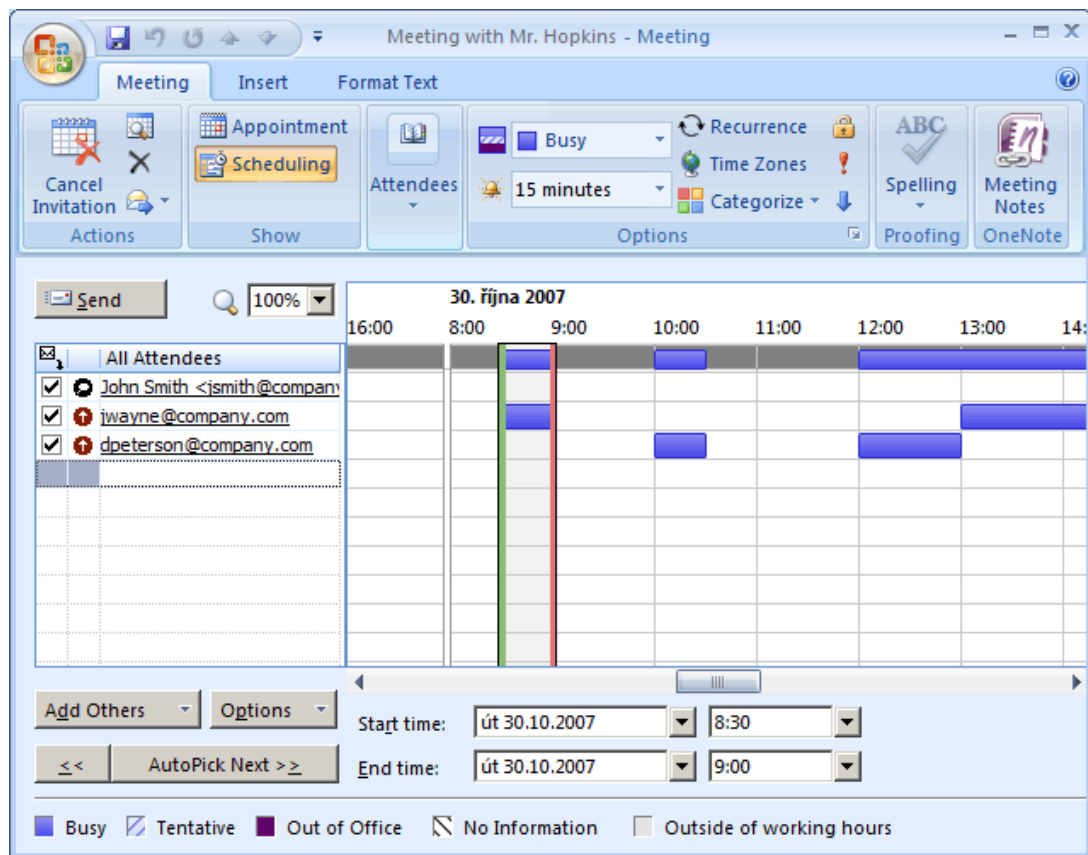 Meeting with Mr. Hopkins - Meeting
Meeting Insert Format Text
Cancel Invitation
Appointment
Scheduling
Attendees
Busy
15 minutes
Recurrence
Time Zones
Categorize
ABC
Spelling
Meeting Notes
Actions Show Options Proofing OneNote
Send 100%
30. října 2007
16:00 8:00 9:00 10:00 11:00 12:00 13:00 14:
All Attendees
John Smith <jsmith@company
jwayne@company.com
dpeterson@company.com
Add Others Options
<< AutoPick Next >>
Start time: út 30.10.2007 8:30
End time: út 30.10.2007 9:00
Busy Tentative Out of Office No Information Outside of working hours